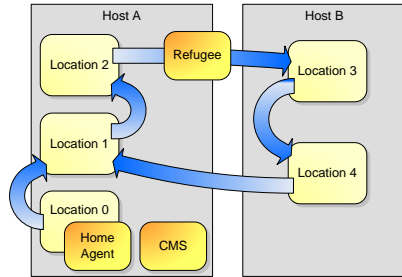 Host A
Host B
Location 2
Refugee
Location 3
Location 1
Location 4
Location 0
Home
Agent
CMS